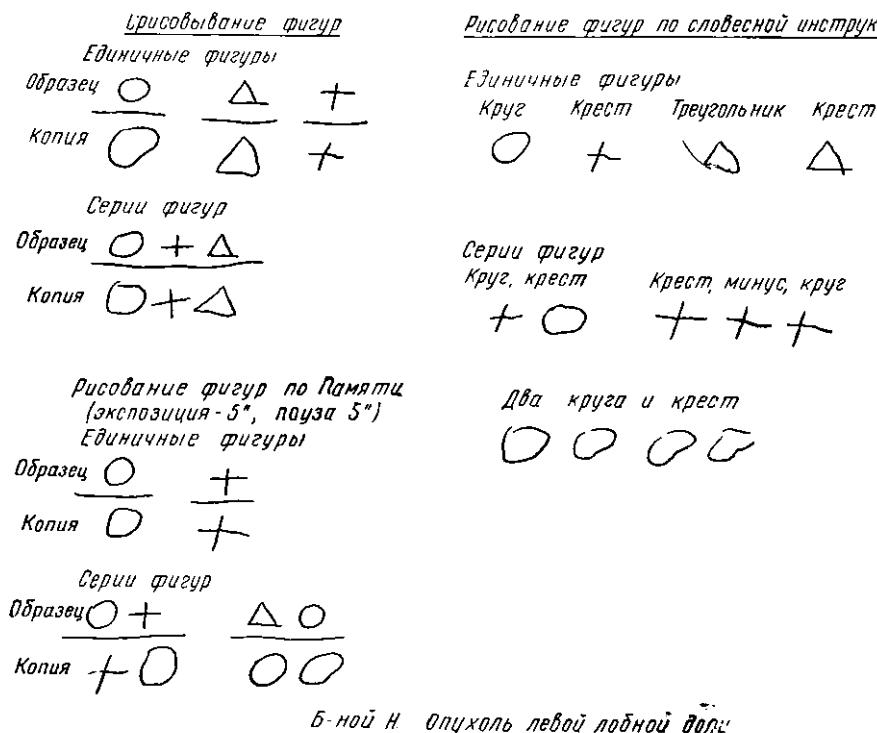 Срисовывание фигур
Единичные фигуры
Образец
Копия
Серии фигур
Образец
Копия
Рисование фигур по Памяти
(экспозиция - 5", пауза 5")
Единичные фигуры
Образец
Копия
Серии фигур
Образец
Копия
Рисование фигур по словесной инструк
Единичные фигуры
Круг Крест Треугольник Крест
Серии фигур
Круг, крест Крест, минус, круг
Два круга и крест
Б-ной Н. Опухоль левой лобной доли